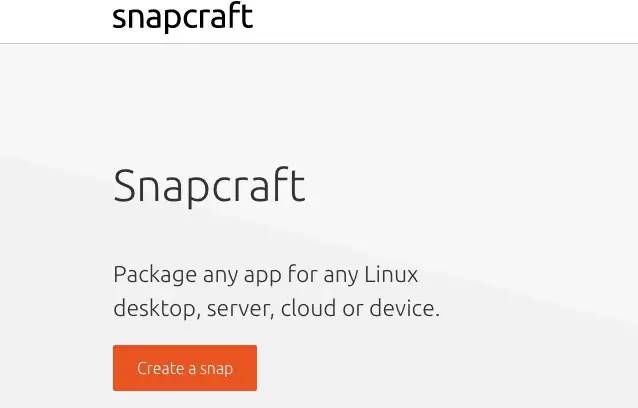 snapcraft
Snapcraft
Package any app for any Linux
desktop, server, cloud or device.
Create a snap